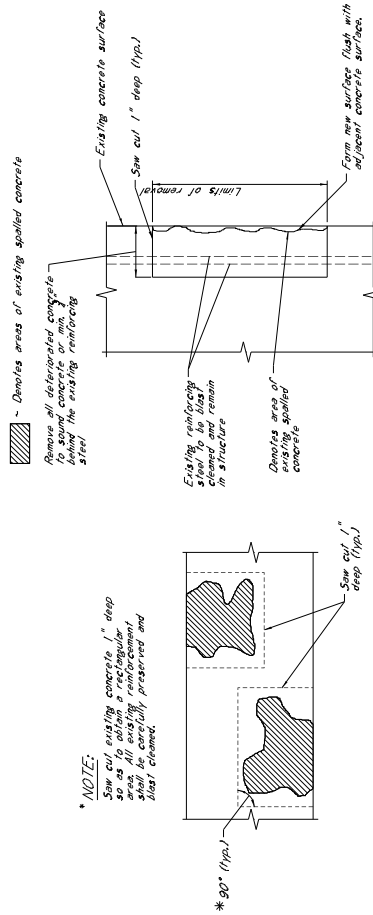 ~ Denotes areas of existing spalled concrete
Remove all deteriorated concrete
to sound concrete or min.
behind the existing reinforcing
steel
Existing concrete surface
Saw cut 1" deep (typ.)
Limits of removal
Existing reinforcing
steel to be blast
cleaned and remain
in structure
Denotes area of
existing spalled
concrete
Form new surface flush with
adjacent concrete surface.
* NOTE:
Saw cut existing concrete 1" deep
so as to obtain a rectangular
area. All existing reinforcement
shall be carefully preserved and
blast cleaned.
* 90° (typ.)
Saw cut 1"
deep (typ.)